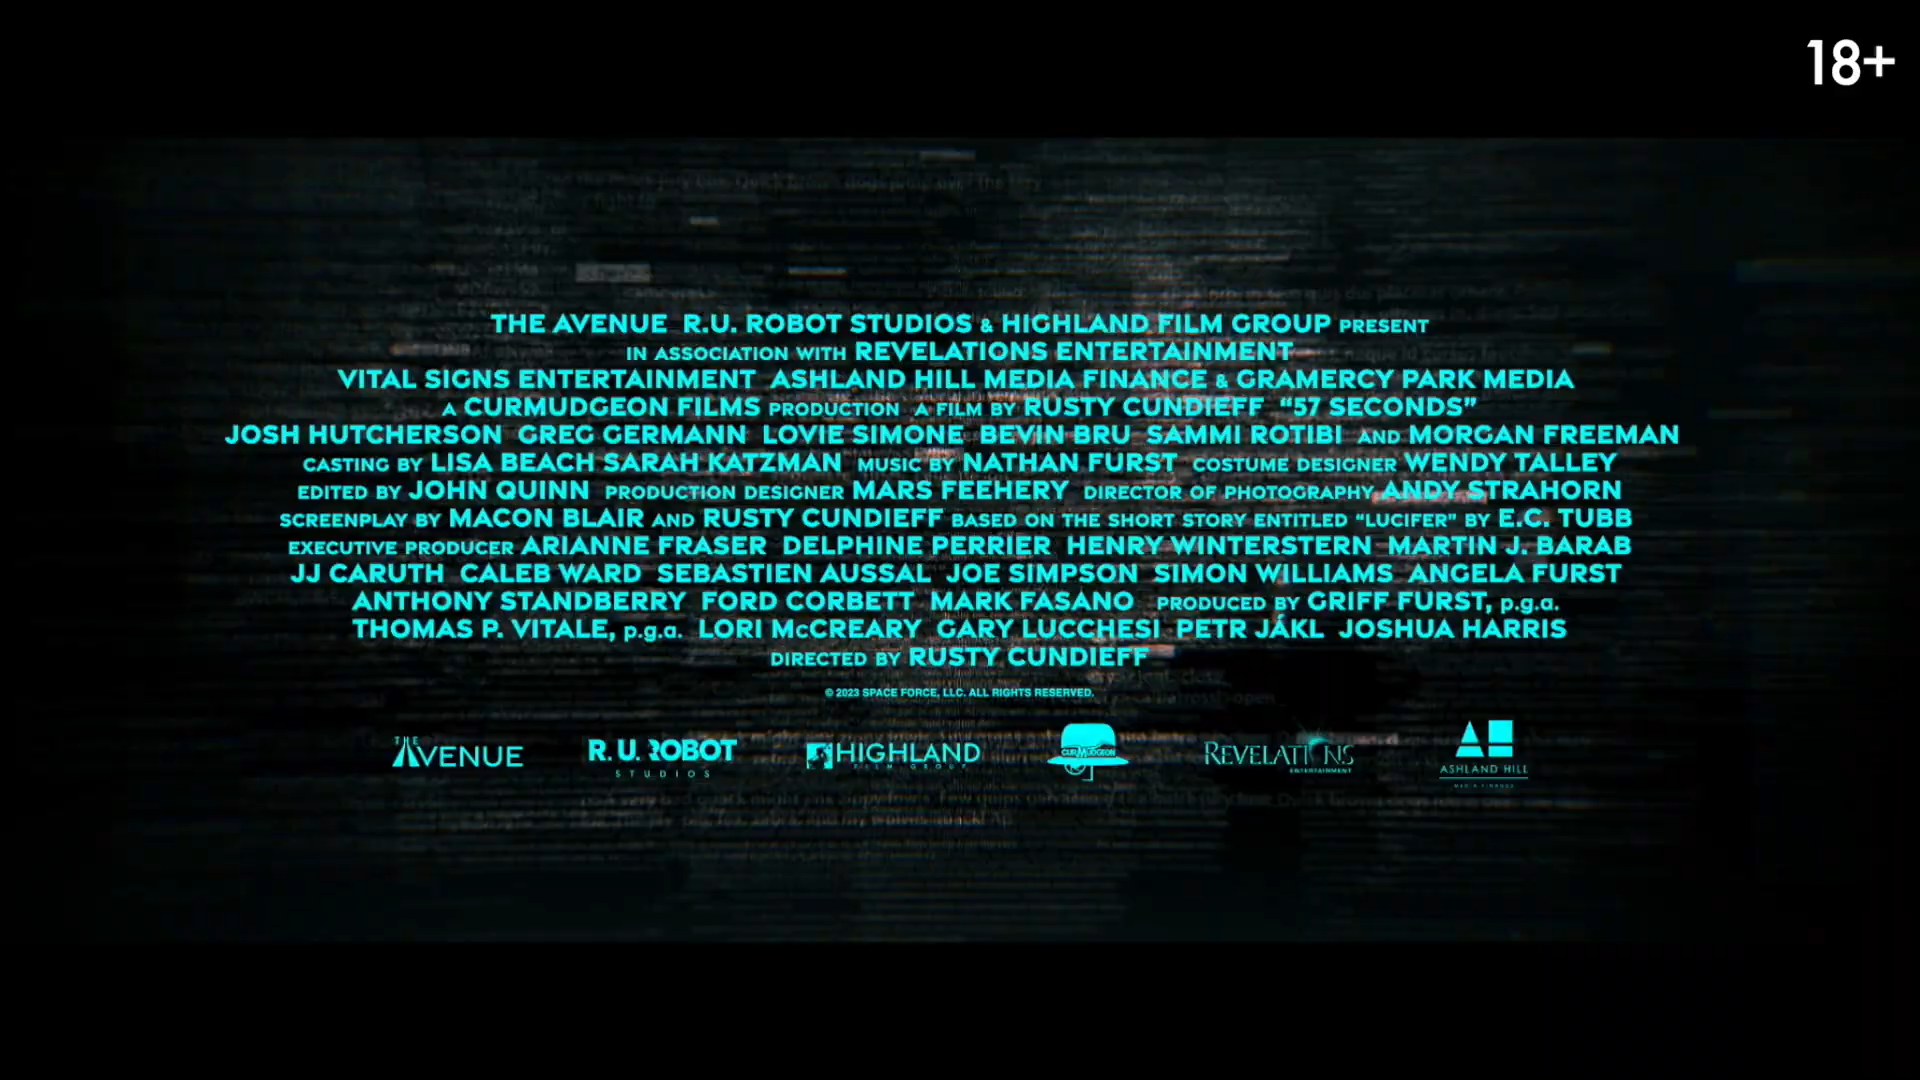 18+
THE AVENUE R.U. ROBOT STUDIOS & HIGHLAND FILM GROUP PRESENT
IN ASSOCIATION WITH REVELATIONS ENTERTAINMENT
VITAL SIGNS ENTERTAINMENT ASHLAND HILL MEDIA FINANCE & GRAMERCY PARK MEDIA
A CURMUDGEON FILMS PRODUCTION A FILM BY RUSTY CUNDIEFF “57 SECONDS”
JOSH HUTCHERSON GREG GERMANN LOVIE SIMONE BEVIN BRU SAMMI ROTIBI AND MORGAN FREEMAN
CASTING BY LISA BEACH SARAH KATZMAN MUSIC BY NATHAN FURST COSTUME DESIGNER WENDY TALLEY
EDITED BY JOHN QUINN PRODUCTION DESIGNER MARS FEEHERY DIRECTOR OF PHOTOGRAPHY ANDY STRAHORN
SCREENPLAY BY MACON BLAIR AND RUSTY CUNDIEFF BASED ON THE SHORT STORY ENTITLED “LUCIFER” BY E.C. TUBB
EXECUTIVE PRODUCER ARIANNE FRASER DELPHINE PERRIER HENRY WINTERSTERN MARTIN J. BARAB
JJ CARUTH CALEB WARD SEBASTIEN AUSSAL JOE SIMPSON SIMON WILLIAMS ANGELA FURST
ANTHONY STANDBERRY FORD CORBETT MARK FASANO PRODUCED BY GRIFF FURST, p.g.a.
THOMAS P. VITALE, p.g.a. LORI McCREARY GARY LUCCHESI PETR JÁKL JOSHUA HARRIS
DIRECTED BY RUSTY CUNDIEFF
© 2023 SPACE FORCE, LLC. ALL RIGHTS RESERVED.
THE AVENUE
R.U. ROBOT
STUDIOS
HIGHLAND
FILM GROUP
CURMUDGEON
REVELATIONS
ENTERTAINMENT
ASHLAND HILL
MEDIA FINANCE